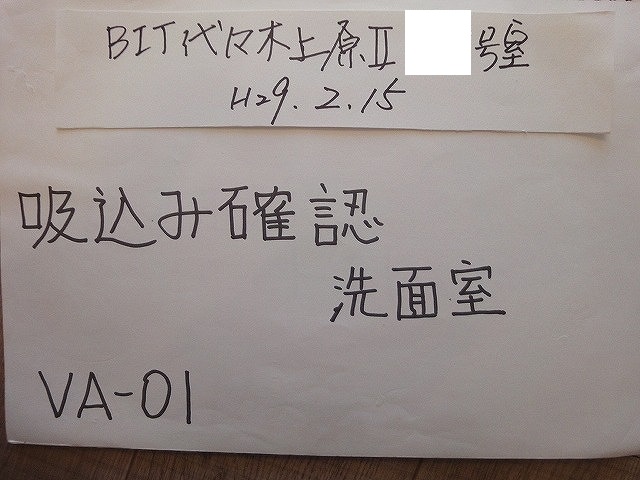 BIT代々木上原Ⅱ 号室
H29.2.15
吸込み確認
洗面室
VA-01